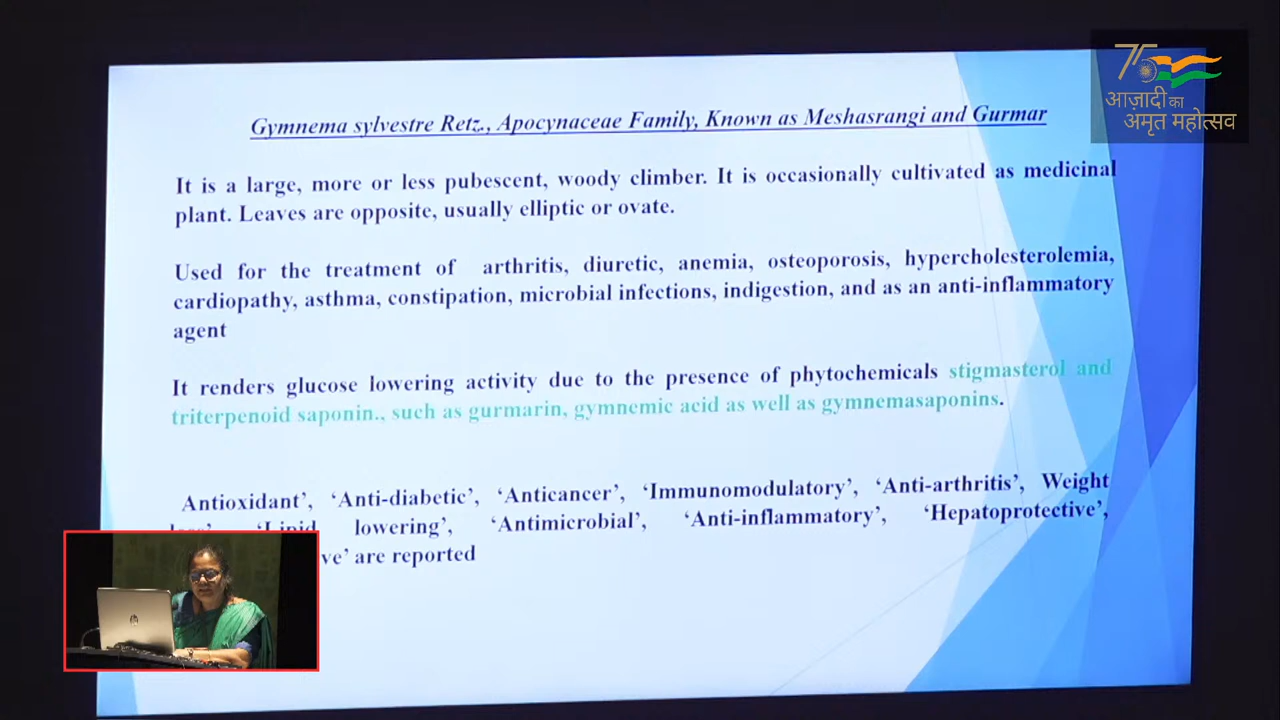 75
आज़ादी का
अमृत महोत्सव
Gymnema sylvestre Retz., Apocynaceae Family, Known as Meshasrangi and Gurmar
It is a large, more or less pubescent, woody climber. It is occasionally cultivated as medicinal
plant. Leaves are opposite, usually elliptic or ovate.
Used for the treatment of arthritis, diuretic, anemia, osteoporosis, hypercholesterolemia,
cardiopathy, asthma, constipation, microbial infections, indigestion, and as an anti-inflammatory
agent
It renders glucose lowering activity due to the presence of phytochemicals stigmasterol and
triterpenoid saponin., such as gurmarin, gymnemic acid as well as gymnemasaponins.
Antioxidant’, ‘Anti-diabetic’, ‘Anticancer’, ‘Immunomodulatory’, ‘Anti-arthritis’, Weight
‘Lipid lowering’, ‘Antimicrobial’, ‘Anti-inflammatory’, ‘Hepatoprotective’,
ve’ are reported
hp